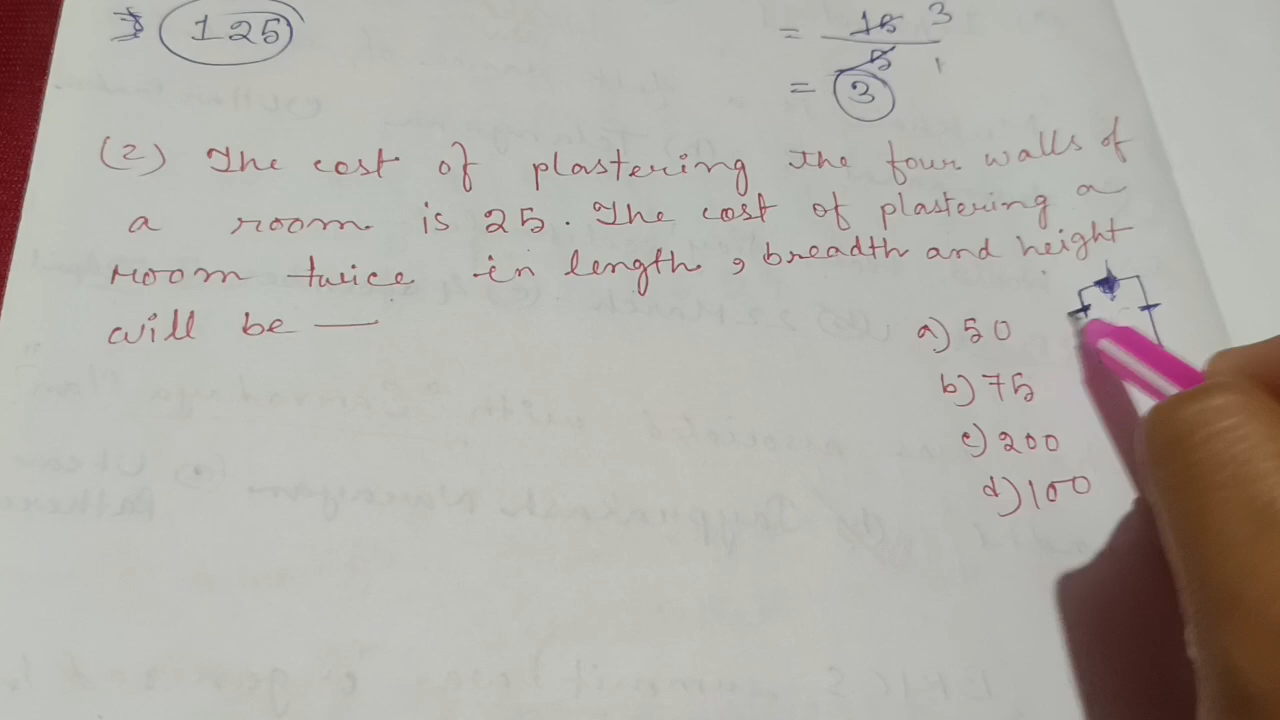 125
= 15 3
5 1
= 3
(2) The cost of plastering the four walls of
a room is 25. The cost of plastering a
room twice in length, breadth and height
will be —
a) 50
b) 75
c) 200
d) 100